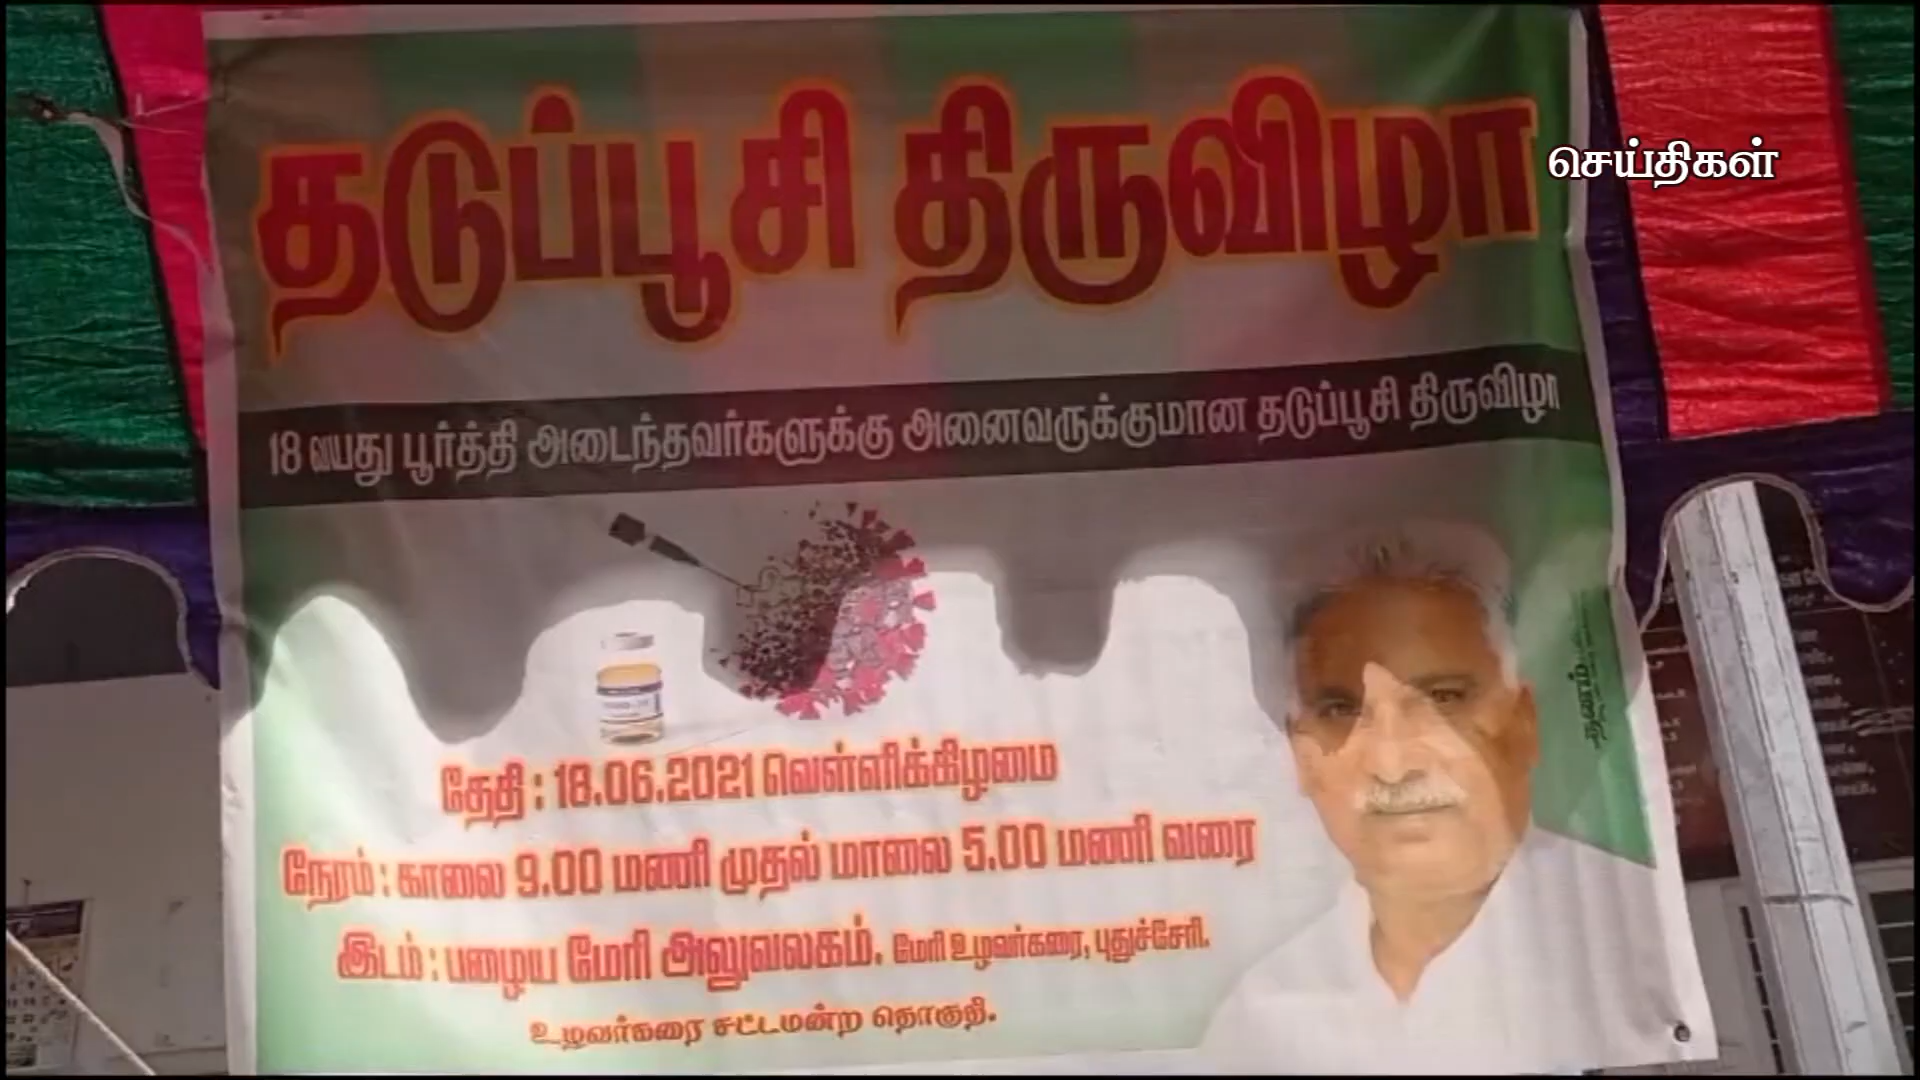 தடுப்பூசி திருவிழா
செய்திகள்
18 வயது பூர்த்தி அடைந்தவர்களுக்கு அனைவருக்குமான தடுப்பூசி திருவிழா
தேதி : 18.06.2021 வெள்ளிக்கிழமை
நேரம் : காலை 9.00 மணி முதல் மாலை 5.00 மணி வரை
இடம் : பழைய மேரி அலுவலகம். மேரி உழவர்கரை, புதுச்சேரி.
உழவர்கரை சட்டமன்ற தொகுதி.